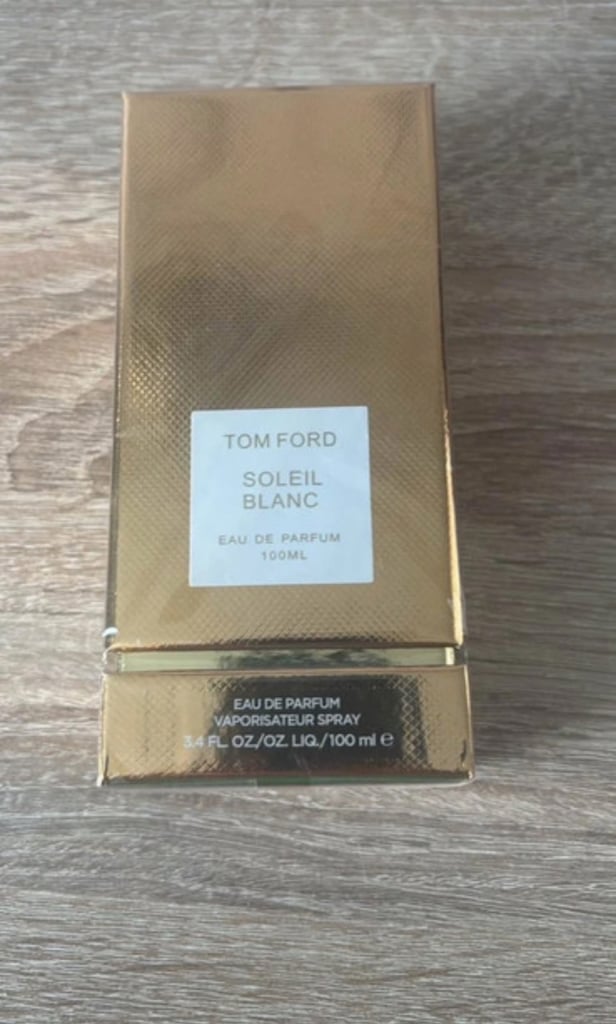 TOM FORD
SOLEIL
BLANC
EAU DE PARFUM
100ML
EAU DE PARFUM
VAPORISATEUR SPRAY
3.4 FL. OZ./OZ. LIQ./100 ml ℮